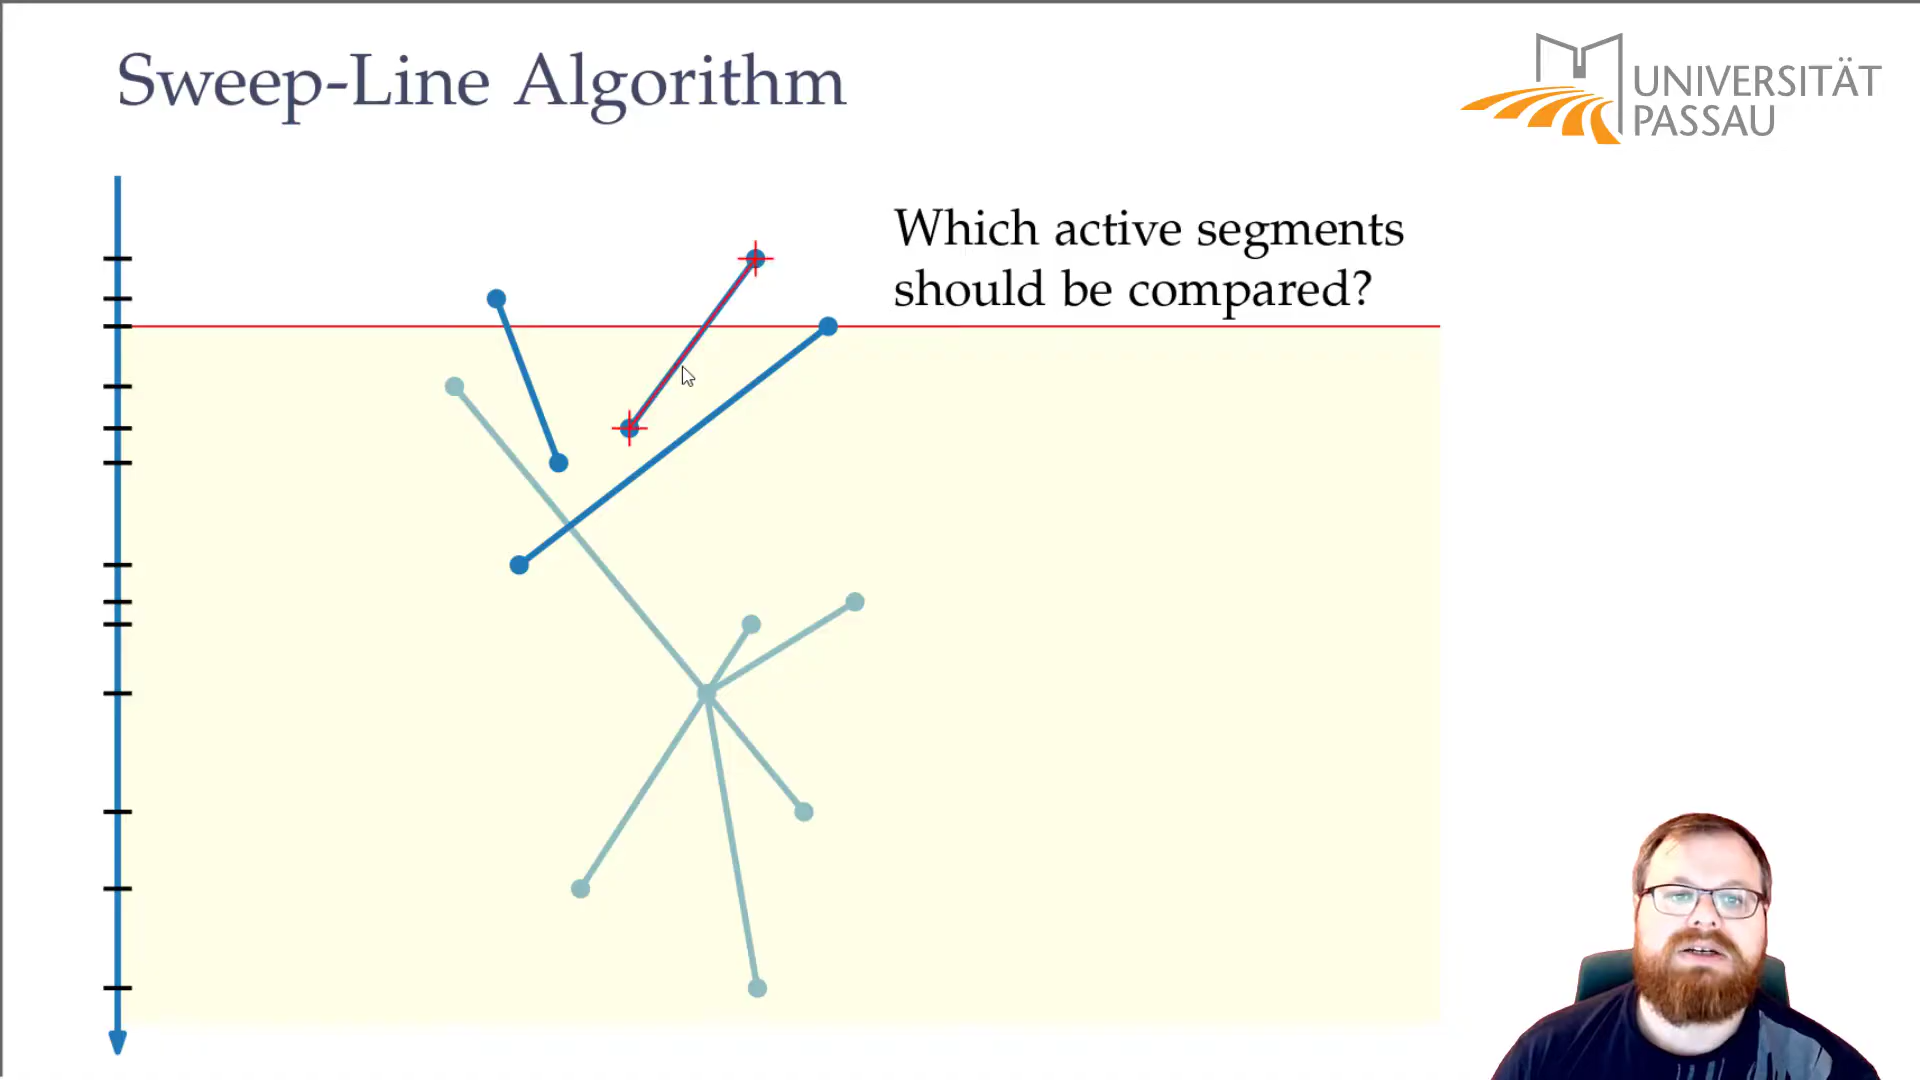 Sweep-Line Algorithm
UNIVERSITÄT
PASSAU
Which active segments
should be compared?